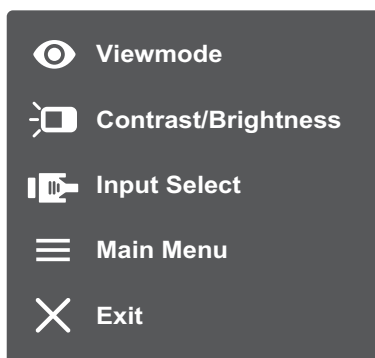 Viewmode
Contrast/Brightness
Input Select
Main Menu
Exit